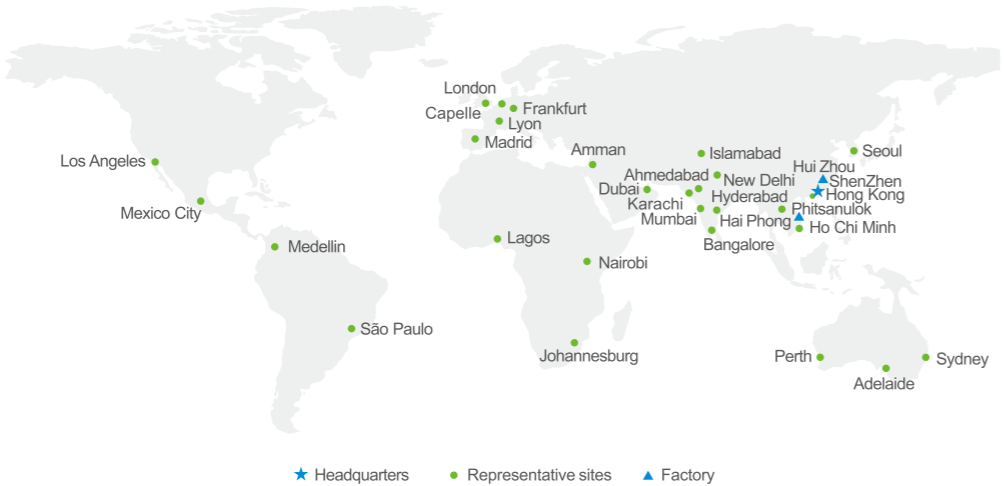 London
Capelle
Frankfurt
Lyon
Madrid
Amman
Islamabad
Seoul
Los Angeles
Hui Zhou
Ahmedabad
New Delhi
ShenZhen
Dubai
Hyderabad
Hong Kong
Karachi
Phitsanulok
Mexico City
Mumbai
Hai Phong
Ho Chi Minh
Medellin
Lagos
Bangalore
Nairobi
São Paulo
Johannesburg
Perth
Sydney
Adelaide
Headquarters
Representative sites
Factory